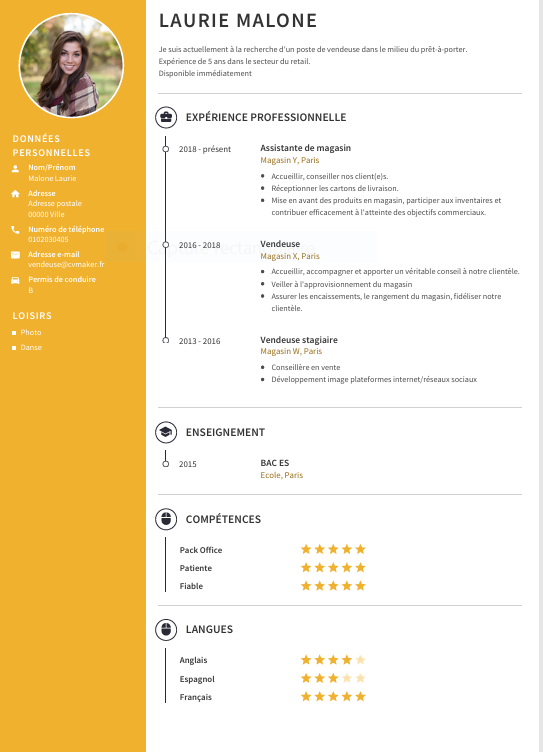 LAURIE MALONE
Je suis actuellement à la recherche d'un poste de vendeuse dans le milieu du prêt-à-porter.
Expérience de 5 ans dans le secteur du retail.
Disponible immédiatement
DONNÉES
PERSONNELLES
Nom/Prénom
Malone Laurie
Adresse
Adresse postale
00000 Ville
Numéro de téléphone
0102030405
Adresse e-mail
vendeuse@cvmaker.fr
Permis de conduire
B
LOISIRS
Photo
Danse
EXPÉRIENCE PROFESSIONNELLE
2018 - présent
Assistante de magasin
Magasin Y, Paris
Accueillir, conseiller nos client(e)s.
Réceptionner les cartons de livraison.
Mise en avant des produits en magasin, participer aux inventaires et
contribuer efficacement à l'atteinte des objectifs commerciaux.
2016 - 2018
Vendeuse
Magasin X, Paris
Accueillir, accompagner et apporter un véritable conseil à notre clientèle.
Veiller à l'approvisionnement du magasin
Assurer les encaissements, le rangement du magasin, fidéliser notre
clientèle.
2013 - 2016
Vendeuse stagiaire
Magasin W, Paris
Conseillère en vente
Développement image plateformes internet/réseaux sociaux
ENSEIGNEMENT
2015
BAC ES
Ecole, Paris
COMPÉTENCES
Pack Office
Patiente
Fiable
LANGUES
Anglais
Espagnol
Français